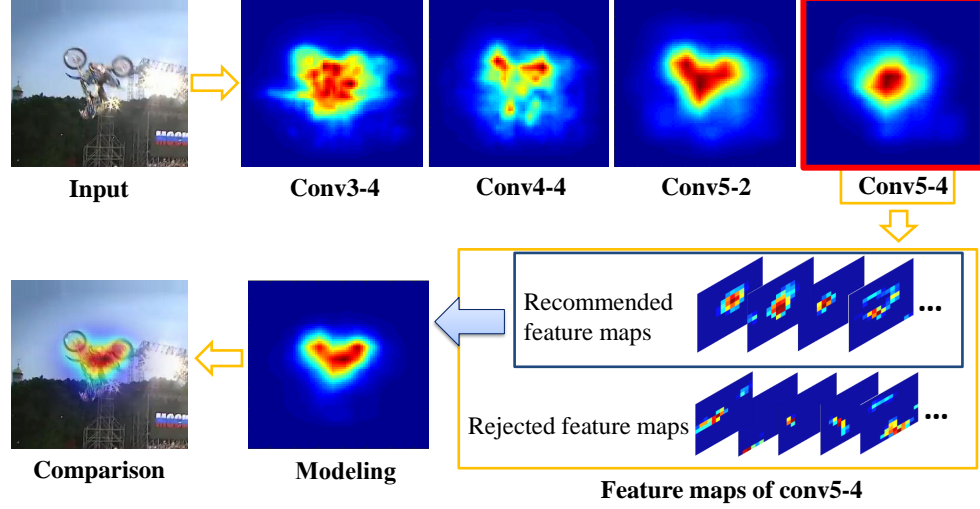 Input
Conv3-4
Conv4-4
Conv5-2
Conv5-4
Recommended
feature maps
...
Rejected feature maps
...
Comparison
Modeling
Feature maps of conv5-4